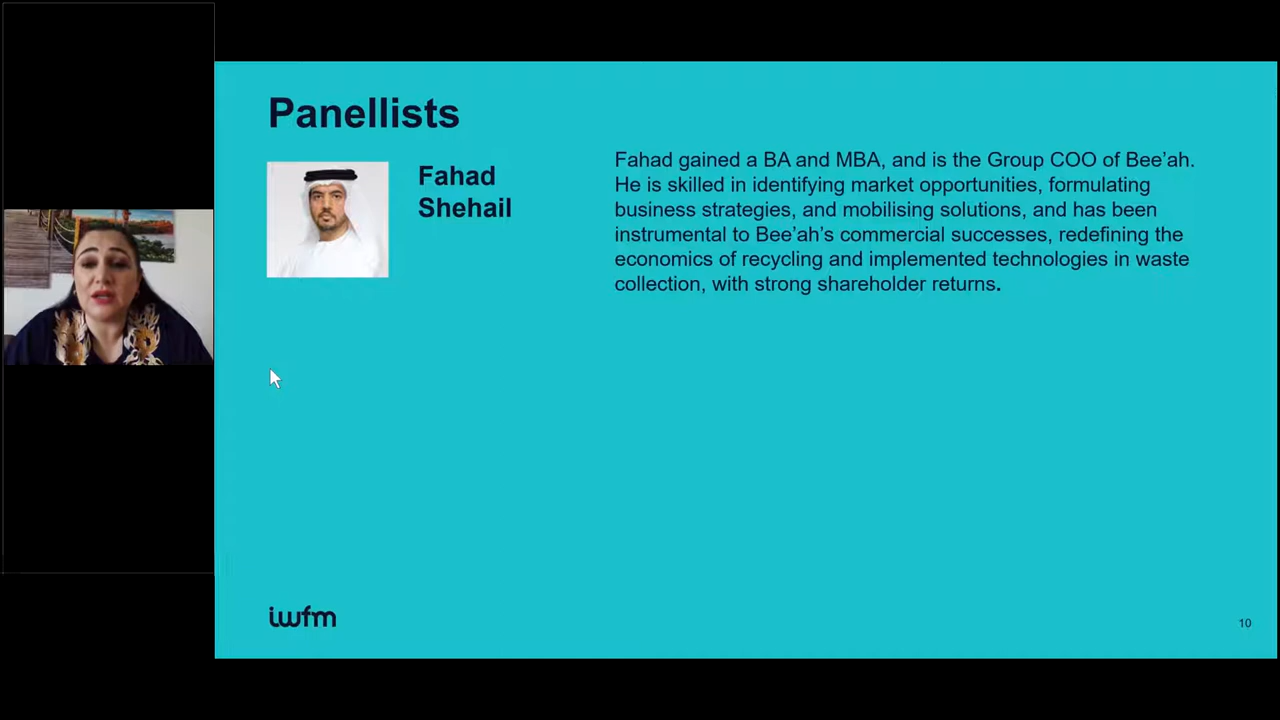 Panellists
Fahad
Shehail
Fahad gained a BA and MBA, and is the Group COO of Bee’ah.
He is skilled in identifying market opportunities, formulating
business strategies, and mobilising solutions, and has been
instrumental to Bee’ah’s commercial successes, redefining the
economics of recycling and implemented technologies in waste
collection, with strong shareholder returns.
iwfm
10